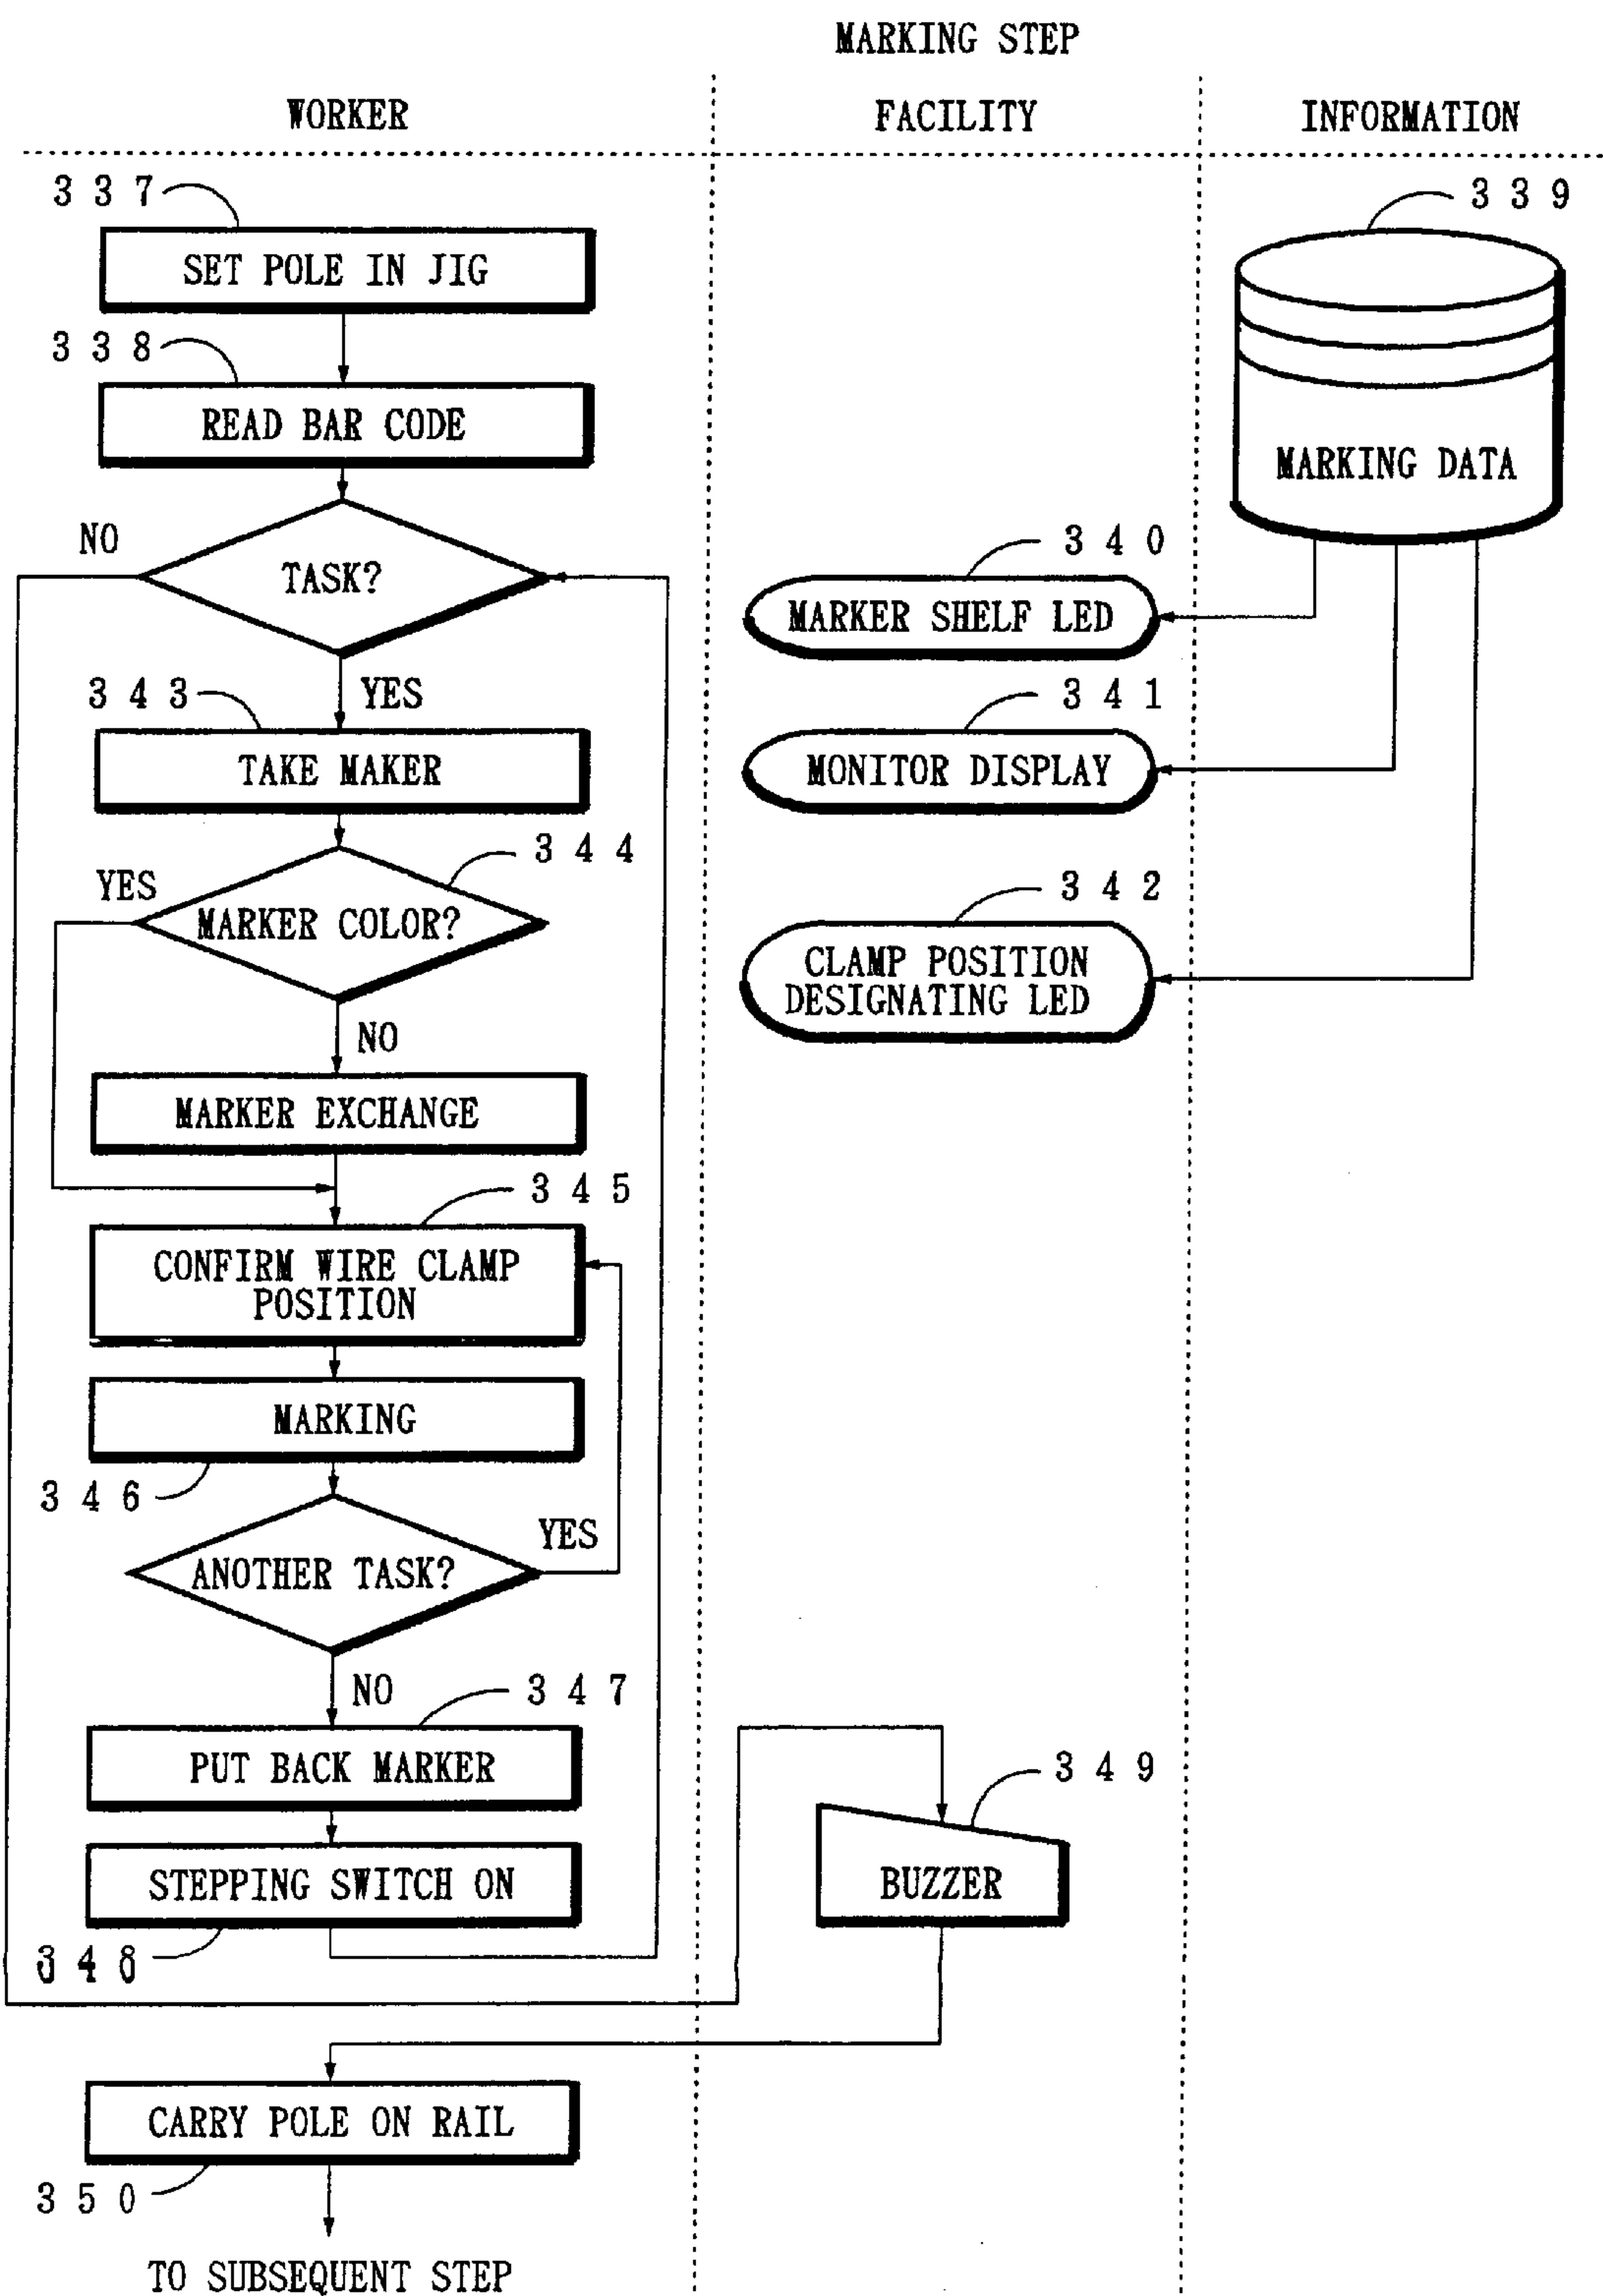 MARKING STEP
WORKER
FACILITY
INFORMATION
3 3 7
SET POLE IN JIG
3 3 8
READ BAR CODE
NO
TASK?
YES
3 4 3
TAKE MAKER
3 4 4
YES
MARKER COLOR?
NO
MARKER EXCHANGE
3 4 5
CONFIRM WIRE CLAMP
POSITION
MARKING
3 4 6
YES
ANOTHER TASK?
NO
3 4 7
PUT BACK MARKER
STEPPING SWITCH ON
3 4 8
CARRY POLE ON RAIL
3 5 0
TO SUBSEQUENT STEP
3 4 0
MARKER SHELF LED
3 4 1
MONITOR DISPLAY
3 4 2
CLAMP POSITION
DESIGNATING LED
3 4 9
BUZZER
3 3 9
MARKING DATA